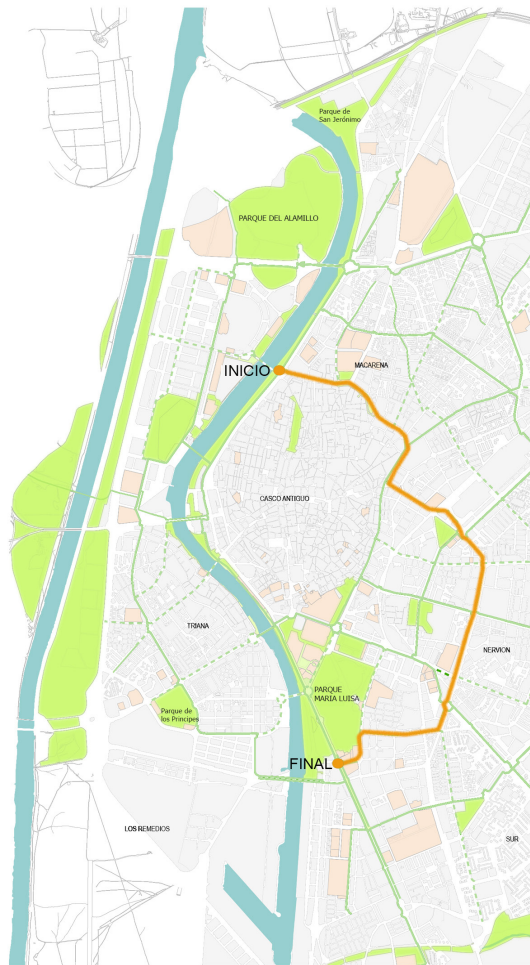 Parque de
San Jerónimo
PARQUE DEL ALAMILLO
INICIO
MACARENA
CASCO ANTIGUO
TRIANA
NERVION
PARQUE
MARIA LUISA
Parque de
los Principes
FINAL
LOS REMEDIOS
SUR